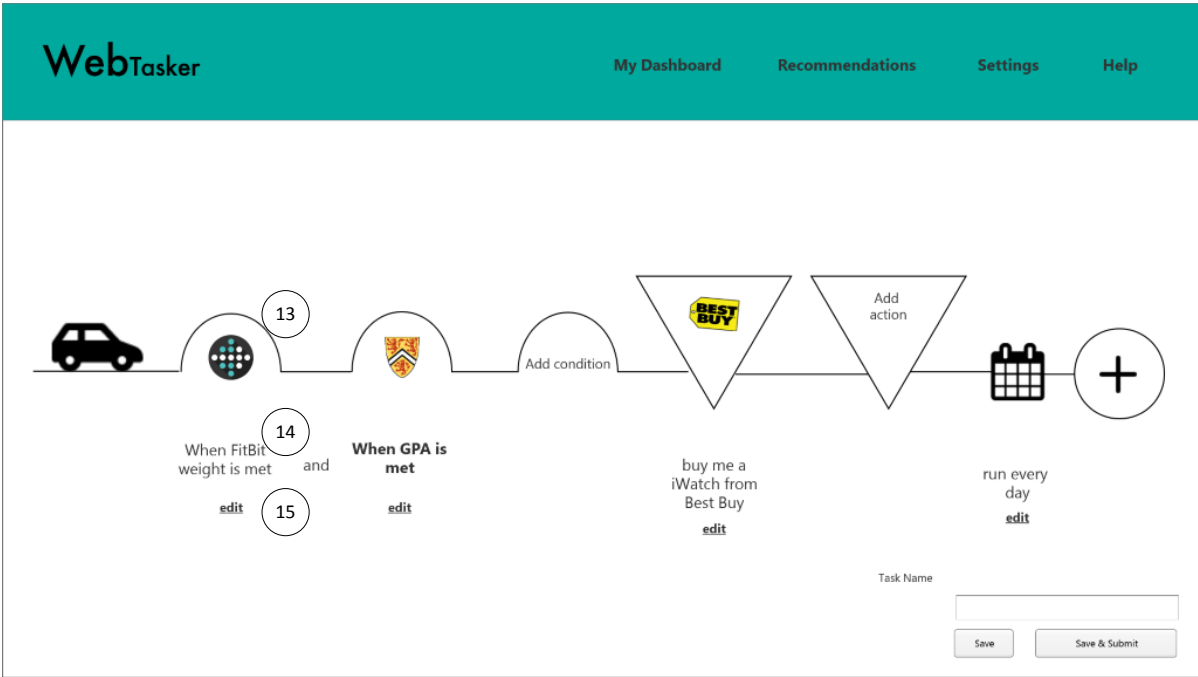 WebTasker
My Dashboard
Recommendations
Settings
Help
13
BEST
BUY
Add
action
Add condition
14
When FitBit
weight is met
and
When GPA is
met
buy me a
iWatch from
Best Buy
run every
day
edit
15
edit
edit
edit
Task Name
Save
Save & Submit